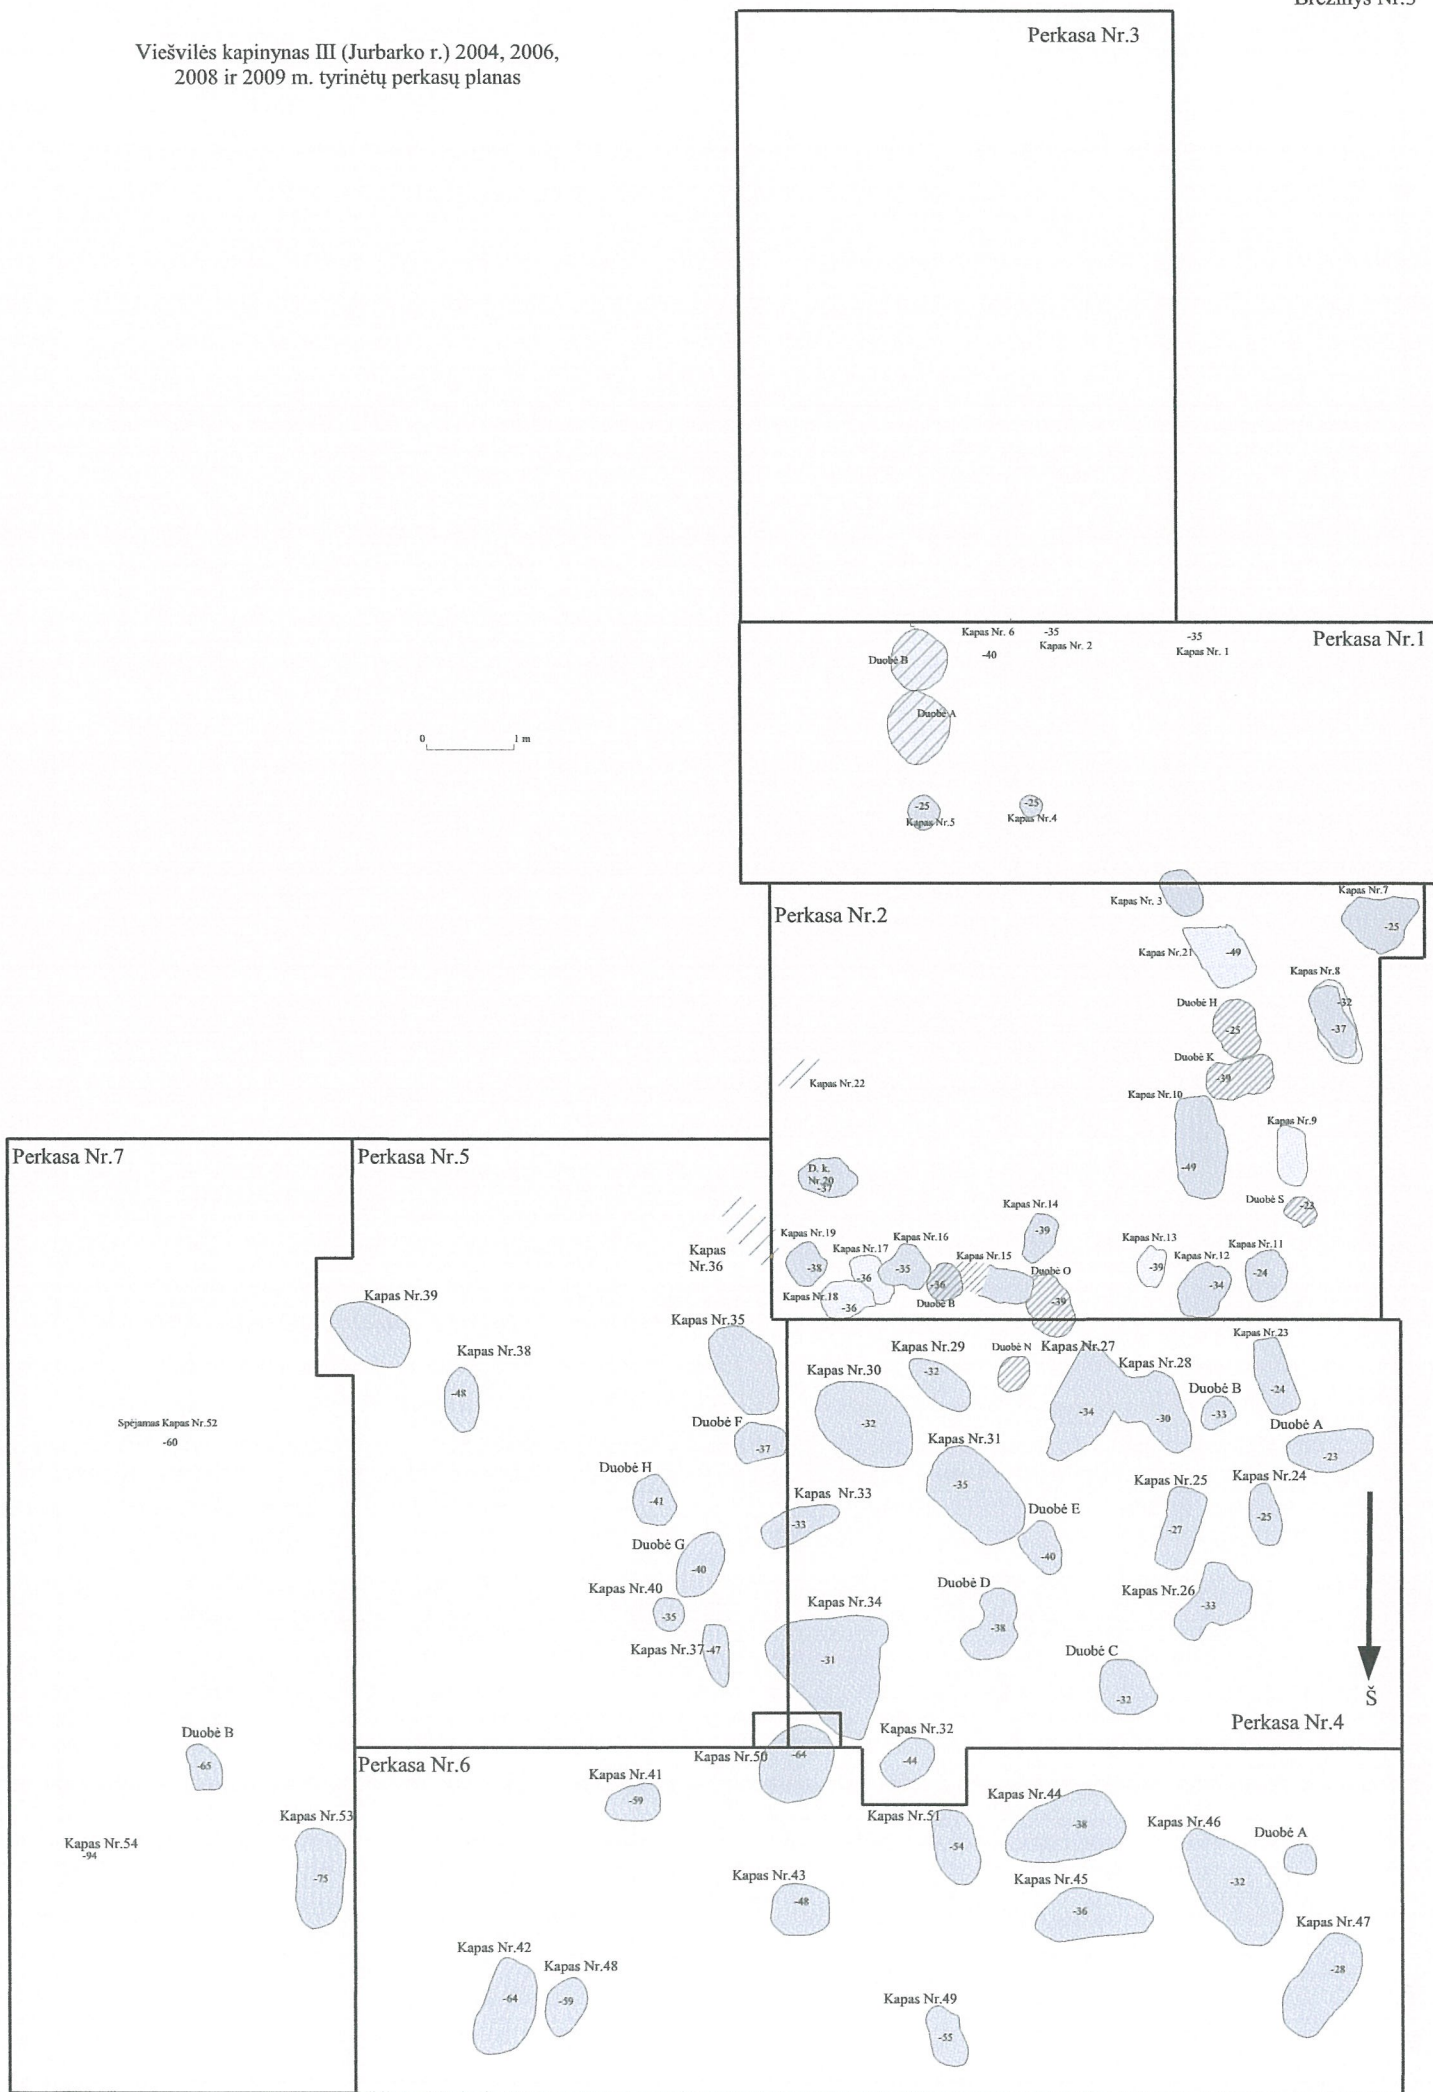 Brėžinys Nr.3
Viešvilės kapinynas III (Jurbarko r.) 2004, 2006,
2008 ir 2009 m. tyrinėtų perkasų planas
Perkasa Nr.3
Perkasa Nr.1
Kapas Nr. 6
-40
-35
Kapas Nr. 2
-35
Kapas Nr. 1
Duobė B
Duobė A
0 1 m
-25
Kapas Nr.5
-25
Kapas Nr.4
Perkasa Nr.2
Kapas Nr. 3
Kapas Nr.7
-25
Kapas Nr.21
-49
Kapas Nr.8
-32
-37
Duobė H
-25
Duobė K
-39
Kapas Nr.22
Kapas Nr.10
-49
Kapas Nr.9
D. k.
Nr.20
-37
Duobė S
-23
Kapas Nr.14
-39
Kapas Nr.19
-38
Kapas Nr.17
-36
Kapas Nr.16
-35
Kapas Nr.15
Kapas Nr.13
-39
Kapas Nr.12
-34
Kapas Nr.11
-24
Kapas Nr.18
-36
-36
Duobė B
Duobė O
-39
Perkasa Nr.7
Perkasa Nr.5
Kapas
Nr.36
Kapas Nr.39
Kapas Nr.38
-48
Kapas Nr.35
Spėjamas Kapas Nr.52
-60
Duobė F
-37
Duobė H
-41
Kapas Nr.33
-33
Duobė G
-40
Kapas Nr.40
-35
Kapas Nr.37
-47
Kapas Nr.30
-32
Kapas Nr.29
-32
Duobė N
Kapas Nr.27
-34
Kapas Nr.28
-30
Duobė B
-33
Kapas Nr.23
-24
Duobė A
-23
Kapas Nr.31
-35
Duobė E
-40
Kapas Nr.25
-27
Kapas Nr.24
-25
Duobė D
-38
Kapas Nr.26
-33
Kapas Nr.34
-31
Duobė C
-32
Š
Perkasa Nr.4
Duobė B
-65
Perkasa Nr.6
Kapas Nr.50
-64
Kapas Nr.32
-44
Kapas Nr.41
-59
Kapas Nr.53
-75
Kapas Nr.54
-94
Kapas Nr.51
-54
Kapas Nr.44
-38
Kapas Nr.46
-32
Duobė A
Kapas Nr.43
-48
Kapas Nr.45
-36
Kapas Nr.47
-28
Kapas Nr.42
-64
Kapas Nr.48
-59
Kapas Nr.49
-55